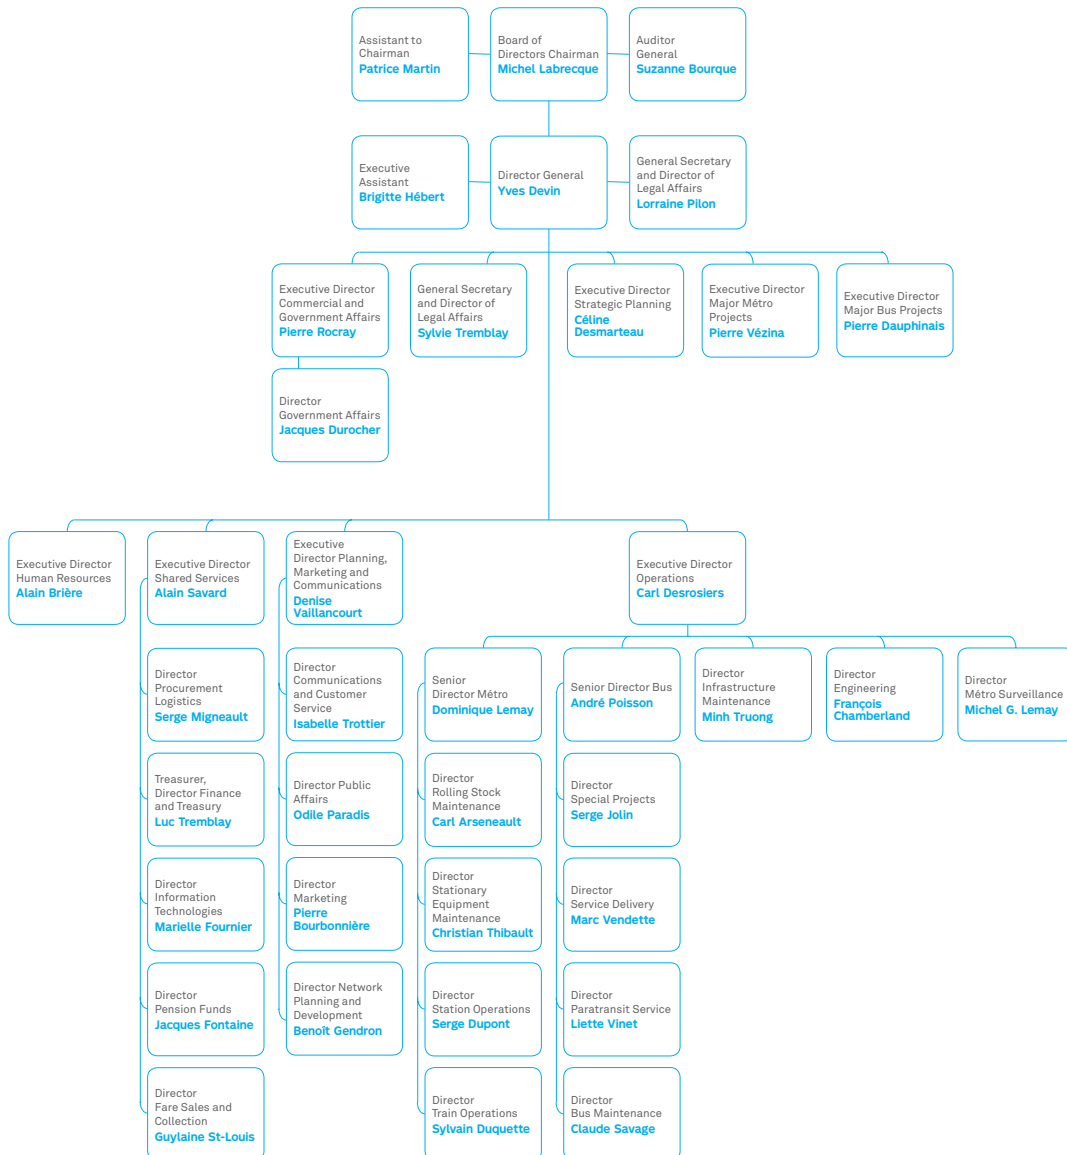 Assistant to
Chairman
Patrice Martin
Board of
Directors Chairman
Michel Labrecque
Auditor
General
Suzanne Bourque
Executive
Assistant
Brigitte Hébert
Director General
Yves Devin
General Secretary
and Director of
Legal Affairs
Lorraine Pilon
Executive Director
Commercial and
Government Affairs
Pierre Rocray
General Secretary
and Director of
Legal Affairs
Sylvie Tremblay
Executive Director
Strategic Planning
Céline
Desmarteau
Executive Director
Major Métro
Projects
Pierre Vézina
Executive Director
Major Bus Projects
Pierre Dauphinais
Director
Government Affairs
Jacques Durocher
Executive Director
Human Resources
Alain Brière
Executive Director
Shared Services
Alain Savard
Executive
Director Planning,
Marketing and
Communications
Denise
Vaillancourt
Executive Director
Operations
Carl Desrosiers
Director
Procurement
Logistics
Serge Migneault
Director
Communications
and Customer
Service
Isabelle Trottier
Senior
Director Métro
Dominique Lemay
Senior Director Bus
André Poisson
Director
Infrastructure
Maintenance
Minh Truong
Director
Engineering
François
Chamberland
Director
Métro Surveillance
Michel G. Lemay
Treasurer,
Director Finance
and Treasury
Luc Tremblay
Director Public
Affairs
Odile Paradis
Director
Rolling Stock
Maintenance
Carl Arseneault
Director
Special Projects
Serge Jolin
Director
Information
Technologies
Marielle Fournier
Director
Marketing
Pierre
Bourbonnière
Director
Stationary
Equipment
Maintenance
Christian Thibault
Director
Service Delivery
Marc Vendette
Director
Pension Funds
Jacques Fontaine
Director Network
Planning and
Development
Benoît Gendron
Director
Station Operations
Serge Dupont
Director
Paratransit Service
Liette Vinet
Director
Fare Sales and
Collection
Guylaine St-Louis
Director
Train Operations
Sylvain Duquette
Director
Bus Maintenance
Claude Savage